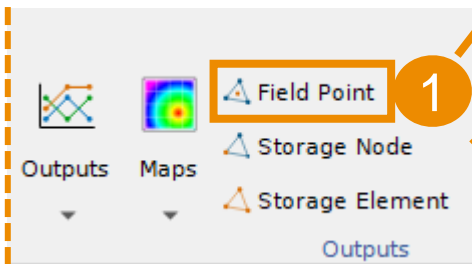 Field Point
1
Storage Node
Outputs
Maps
Storage Element
Outputs